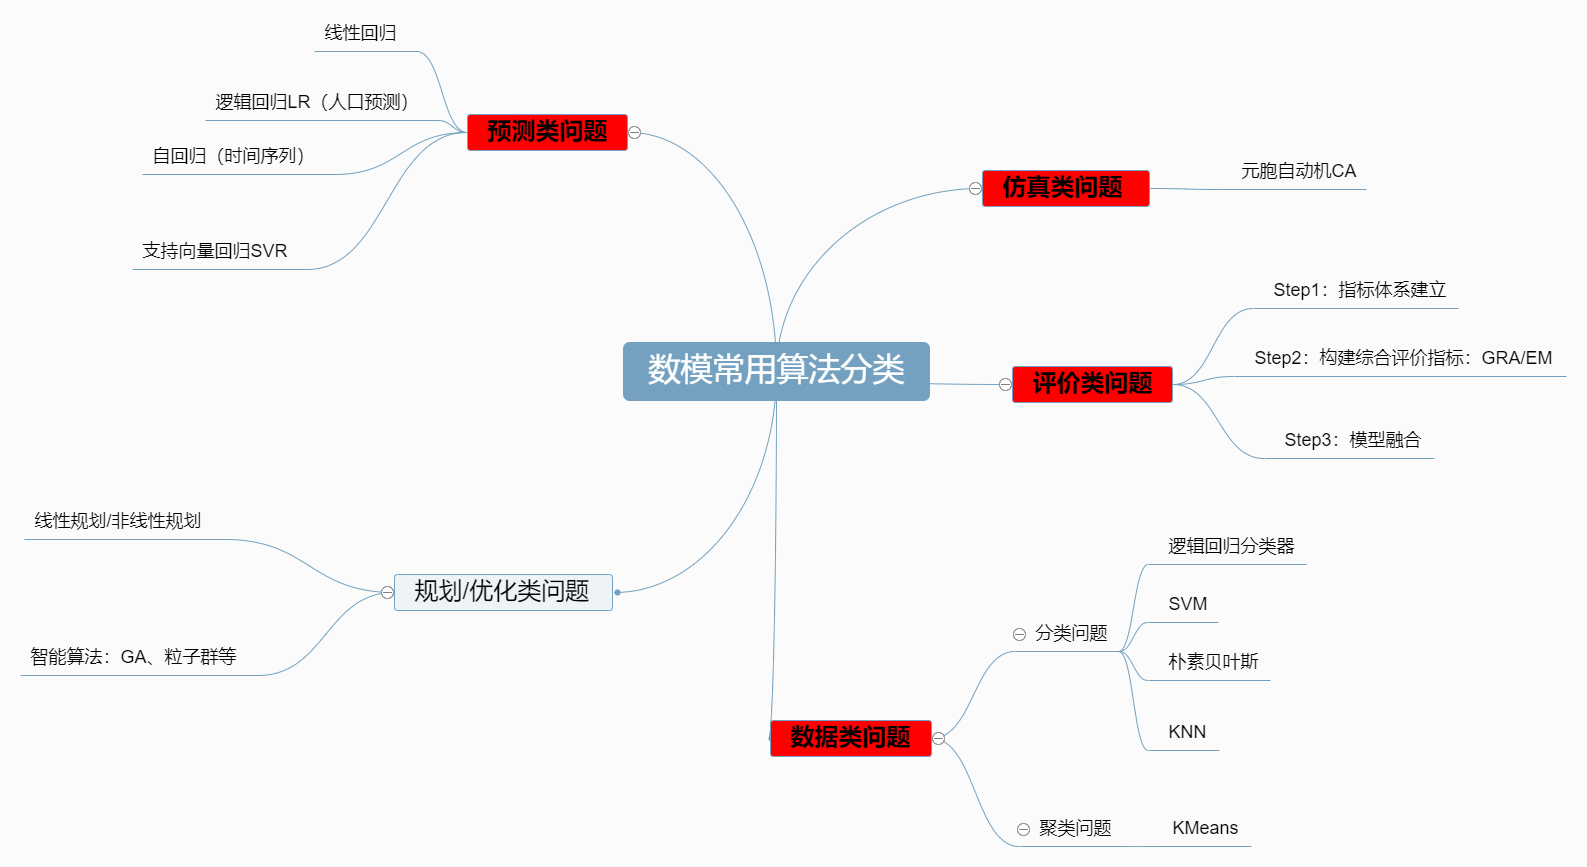 数模常用算法分类
预测类问题
线性回归
逻辑回归LR（人口预测）
自回归（时间序列）
支持向量回归SVR
仿真类问题
元胞自动机CA
评价类问题
Step1：指标体系建立
Step2：构建综合评价指标：GRA/EM
Step3：模型融合
规划/优化类问题
线性规划/非线性规划
智能算法：GA、粒子群等
数据类问题
分类问题
逻辑回归分类器
SVM
朴素贝叶斯
KNN
聚类问题
KMeans